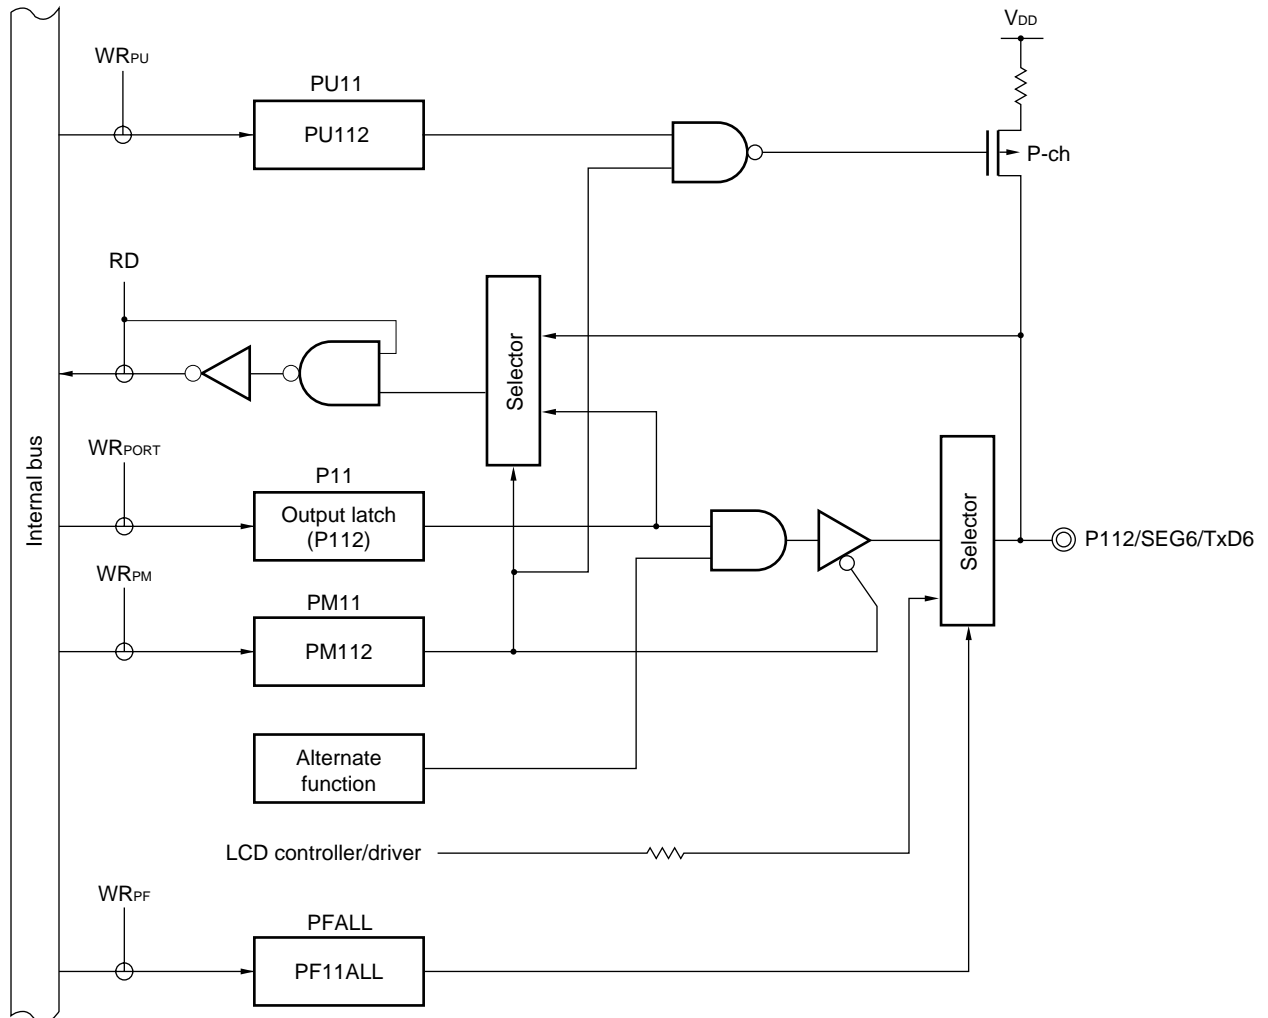 VDD
WRPU
PU11
PU112
P-ch
RD
Selector
WRPORT
P11
Output latch
(P112)
Internal bus
Selector
P112/SEG6/TxD6
WRPM
PM11
PM112
Alternate
function
LCD controller/driver
WRPF
PFALL
PF11ALL